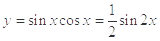 y = sin x cos x = 1/2 sin 2x